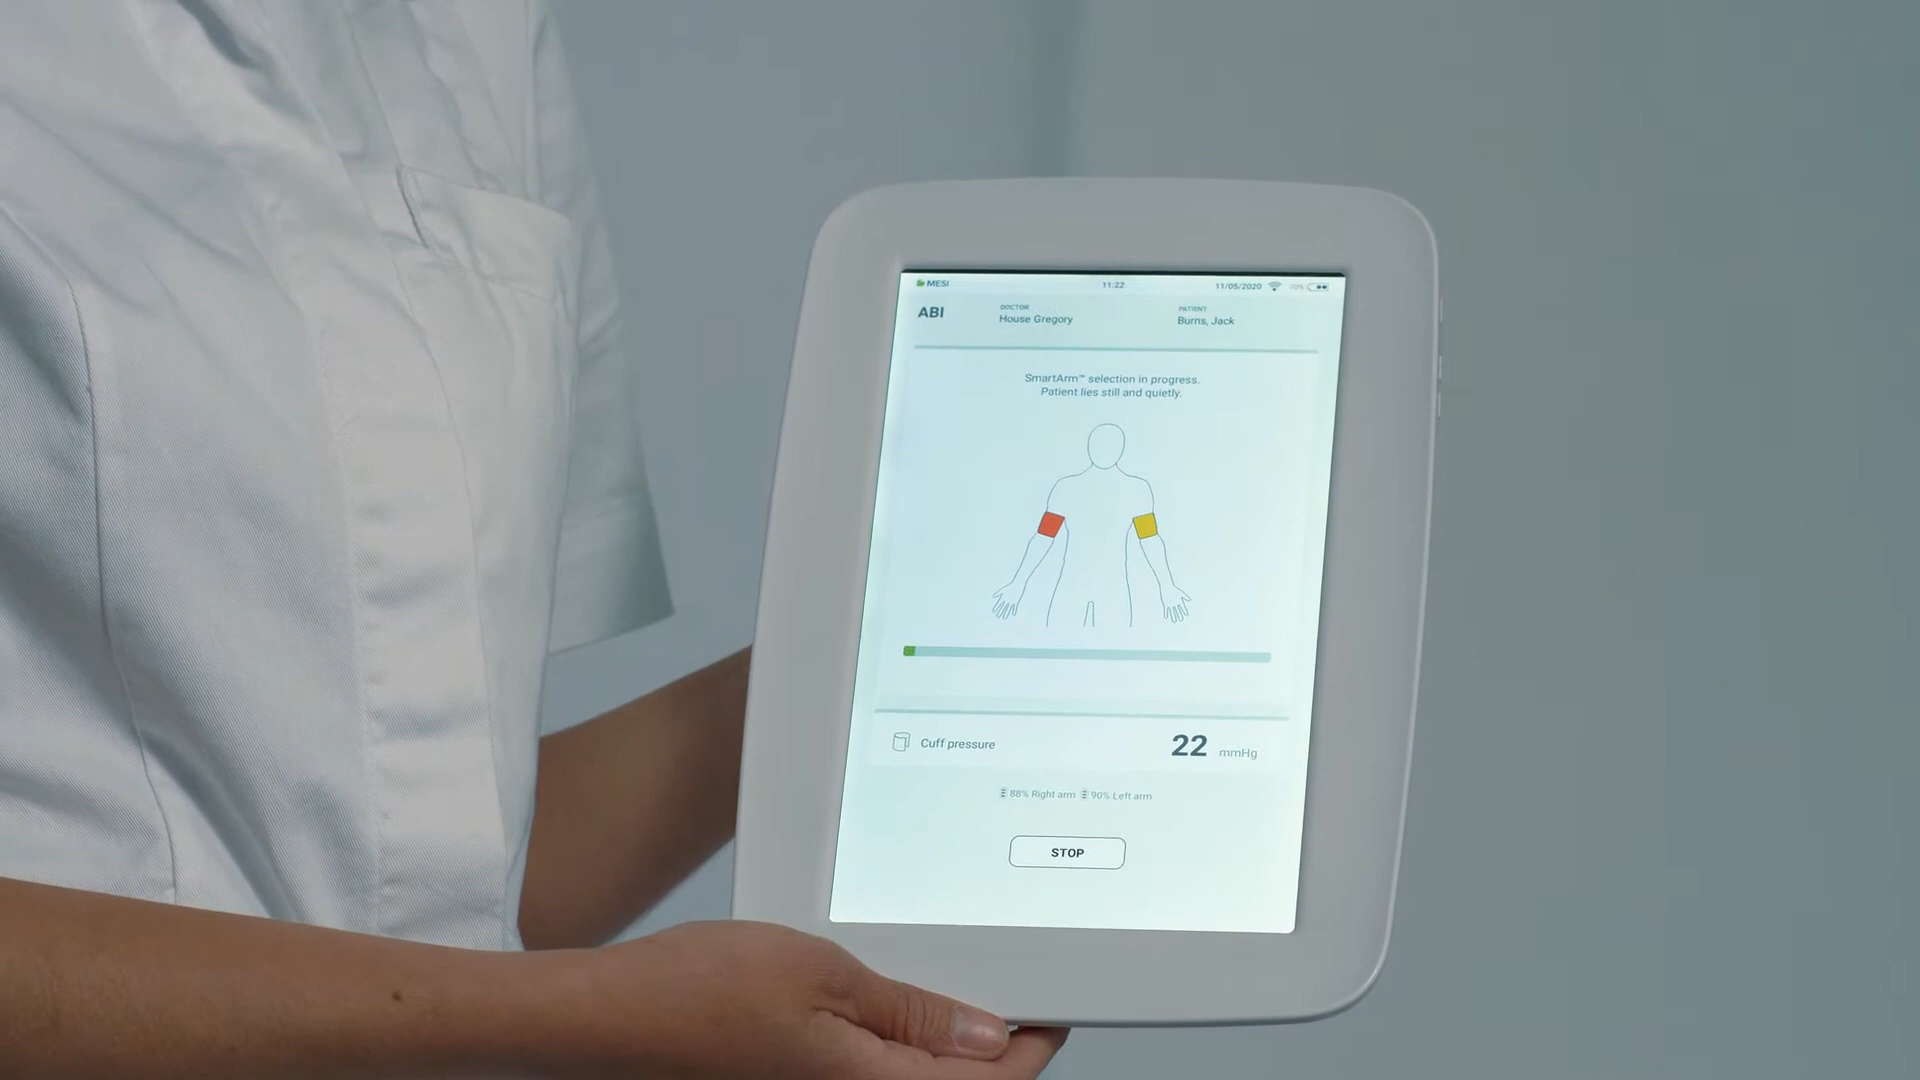 MESI 11:22 11/05/2020 70%
ABI
DOCTOR
House Gregory
PATIENT
Burns, Jack
SmartArm™ selection in progress.
Patient lies still and quietly.
Cuff pressure 22 mmHg
88% Right arm 90% Left arm
STOP